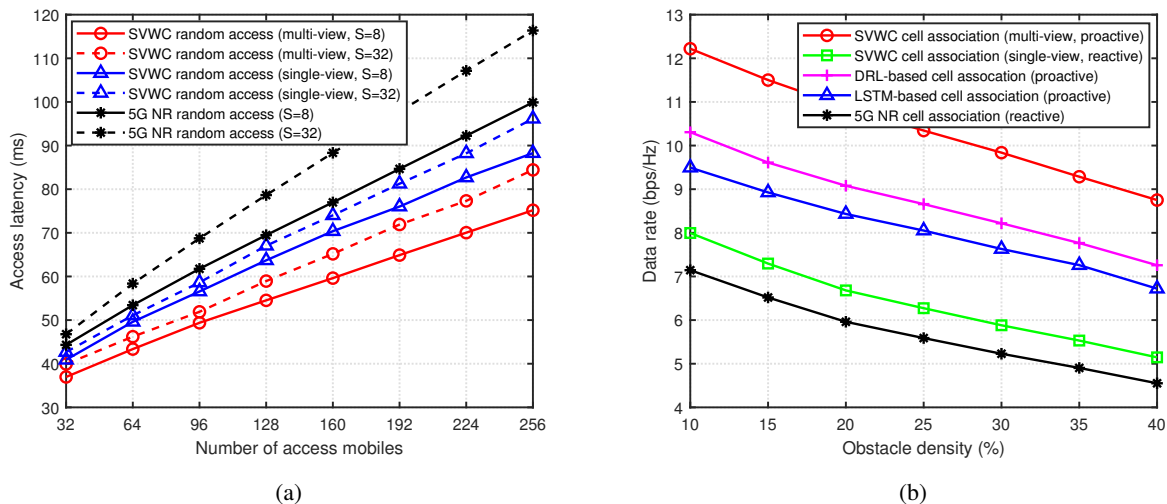 120
110
100
90
80
70
60
50
40
30
Access latency (ms)
SVWC random access (multi-view, S=8)
SVWC random access (multi-view, S=32)
SVWC random access (single-view, S=8)
SVWC random access (single-view, S=32)
5G NR random access (S=8)
5G NR random access (S=32)
32 64 96 128 160 192 224 256
Number of access mobiles
(a)
13
12
11
10
9
8
7
6
5
4
Data rate (bps/Hz)
SVWC cell association (multi-view, proactive)
SVWC cell association (single-view, reactive)
DRL-based cell assocation (proactive)
LSTM-based cell association (proactive)
5G NR cell association (reactive)
10 15 20 25 30 35 40
Obstacle density (%)
(b)